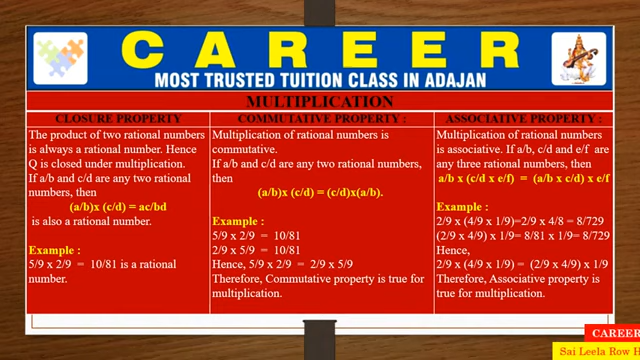 CAREER
MOST TRUSTED TUITION CLASS IN ADAJAN
MULTIPLICATION
CLOSURE PROPERTY
The product of two rational numbers
is always a rational number. Hence
Q is closed under multiplication.
If a/b and c/d are any two rational
numbers, then
(a/b)x (c/d) = ac/bd
is also a rational number.
Example :
5/9 x 2/9  =  10/81 is a rational
number.
COMMUTATIVE PROPERTY :
Multiplication of rational numbers is
commutative.
If a/b and c/d are any two rational numbers,
then
(a/b)x (c/d) = (c/d)x(a/b).
Example :
5/9 x 2/9  =  10/81
2/9 x 5/9  =  10/81
Hence, 5/9 x 2/9  =  2/9 x 5/9
Therefore, Commutative property is true for
multiplication.
ASSOCIATIVE PROPERTY :
Multiplication of rational numbers
is associative. If a/b, c/d and e/f  are
any three rational numbers, then
a/b x (c/d x e/f)  =  (a/b x c/d) x e/f
Example :
2/9 x (4/9 x 1/9)=2/9 x 4/8 = 8/729
(2/9 x 4/9) x 1/9= 8/81 x 1/9= 8/729
Hence,
2/9 x (4/9 x 1/9)  =  (2/9 x 4/9) x 1/9
Therefore, Associative property is
true for multiplication.
CAREER
Sai Leela Row H